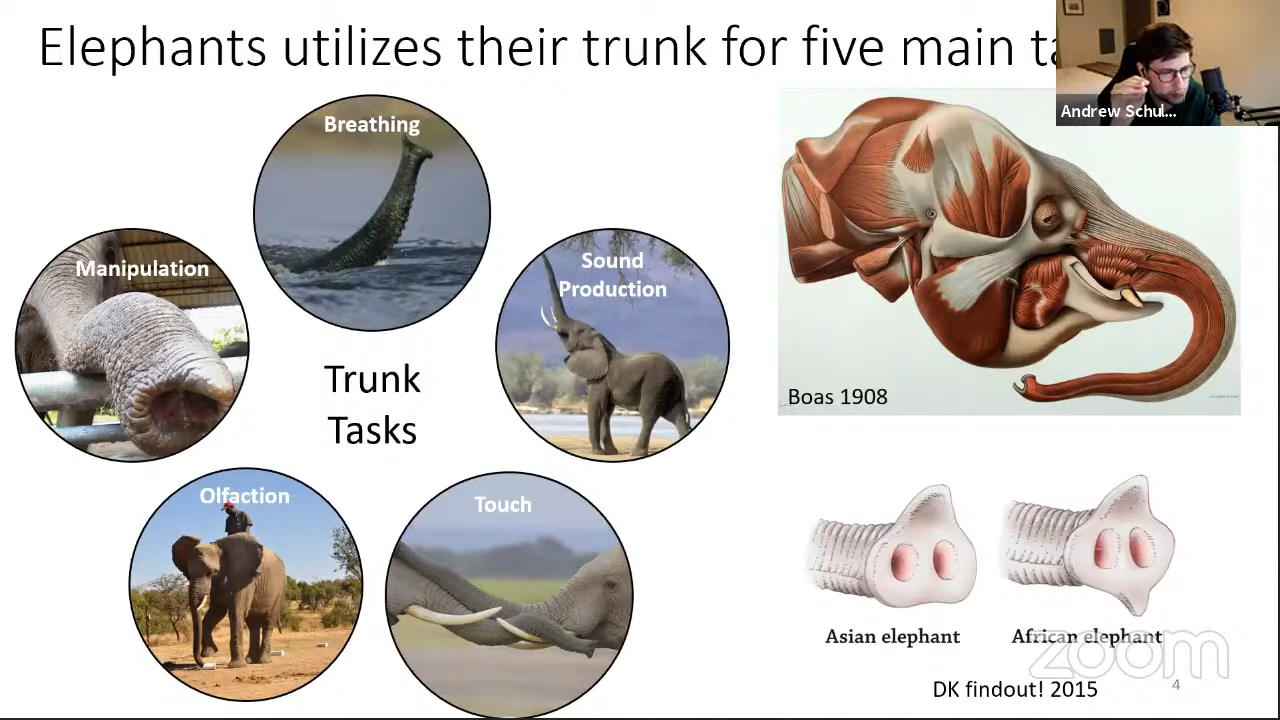 Elephants utilizes their trunk for five main ta
Andrew Schul...
Breathing
Manipulation
Sound
Production
Trunk
Tasks
Olfaction
Touch
Boas 1908
Asian elephant
African elephant
zoom
DK findout! 2015
4